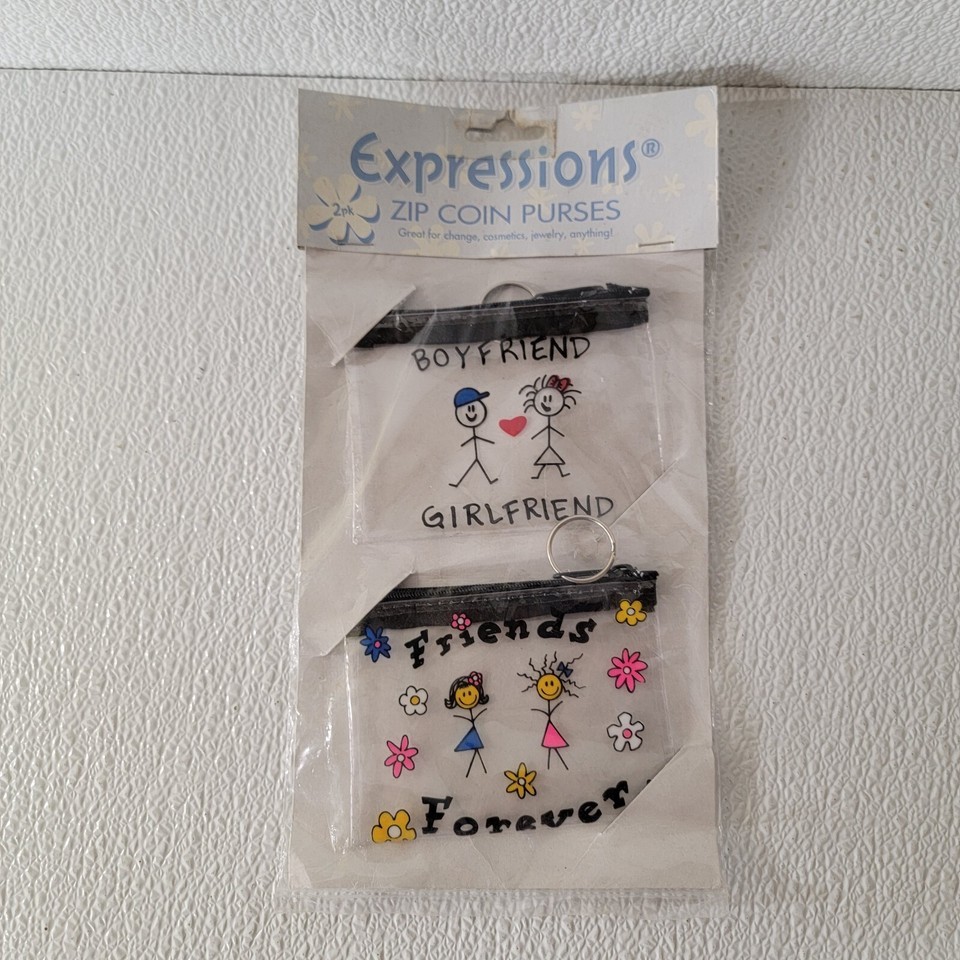 Expressions®
2pk
ZIP COIN PURSES
Great for change, cosmetics, jewelry, anything!
BOYFRIEND
GIRLFRIEND
Friends
Forever